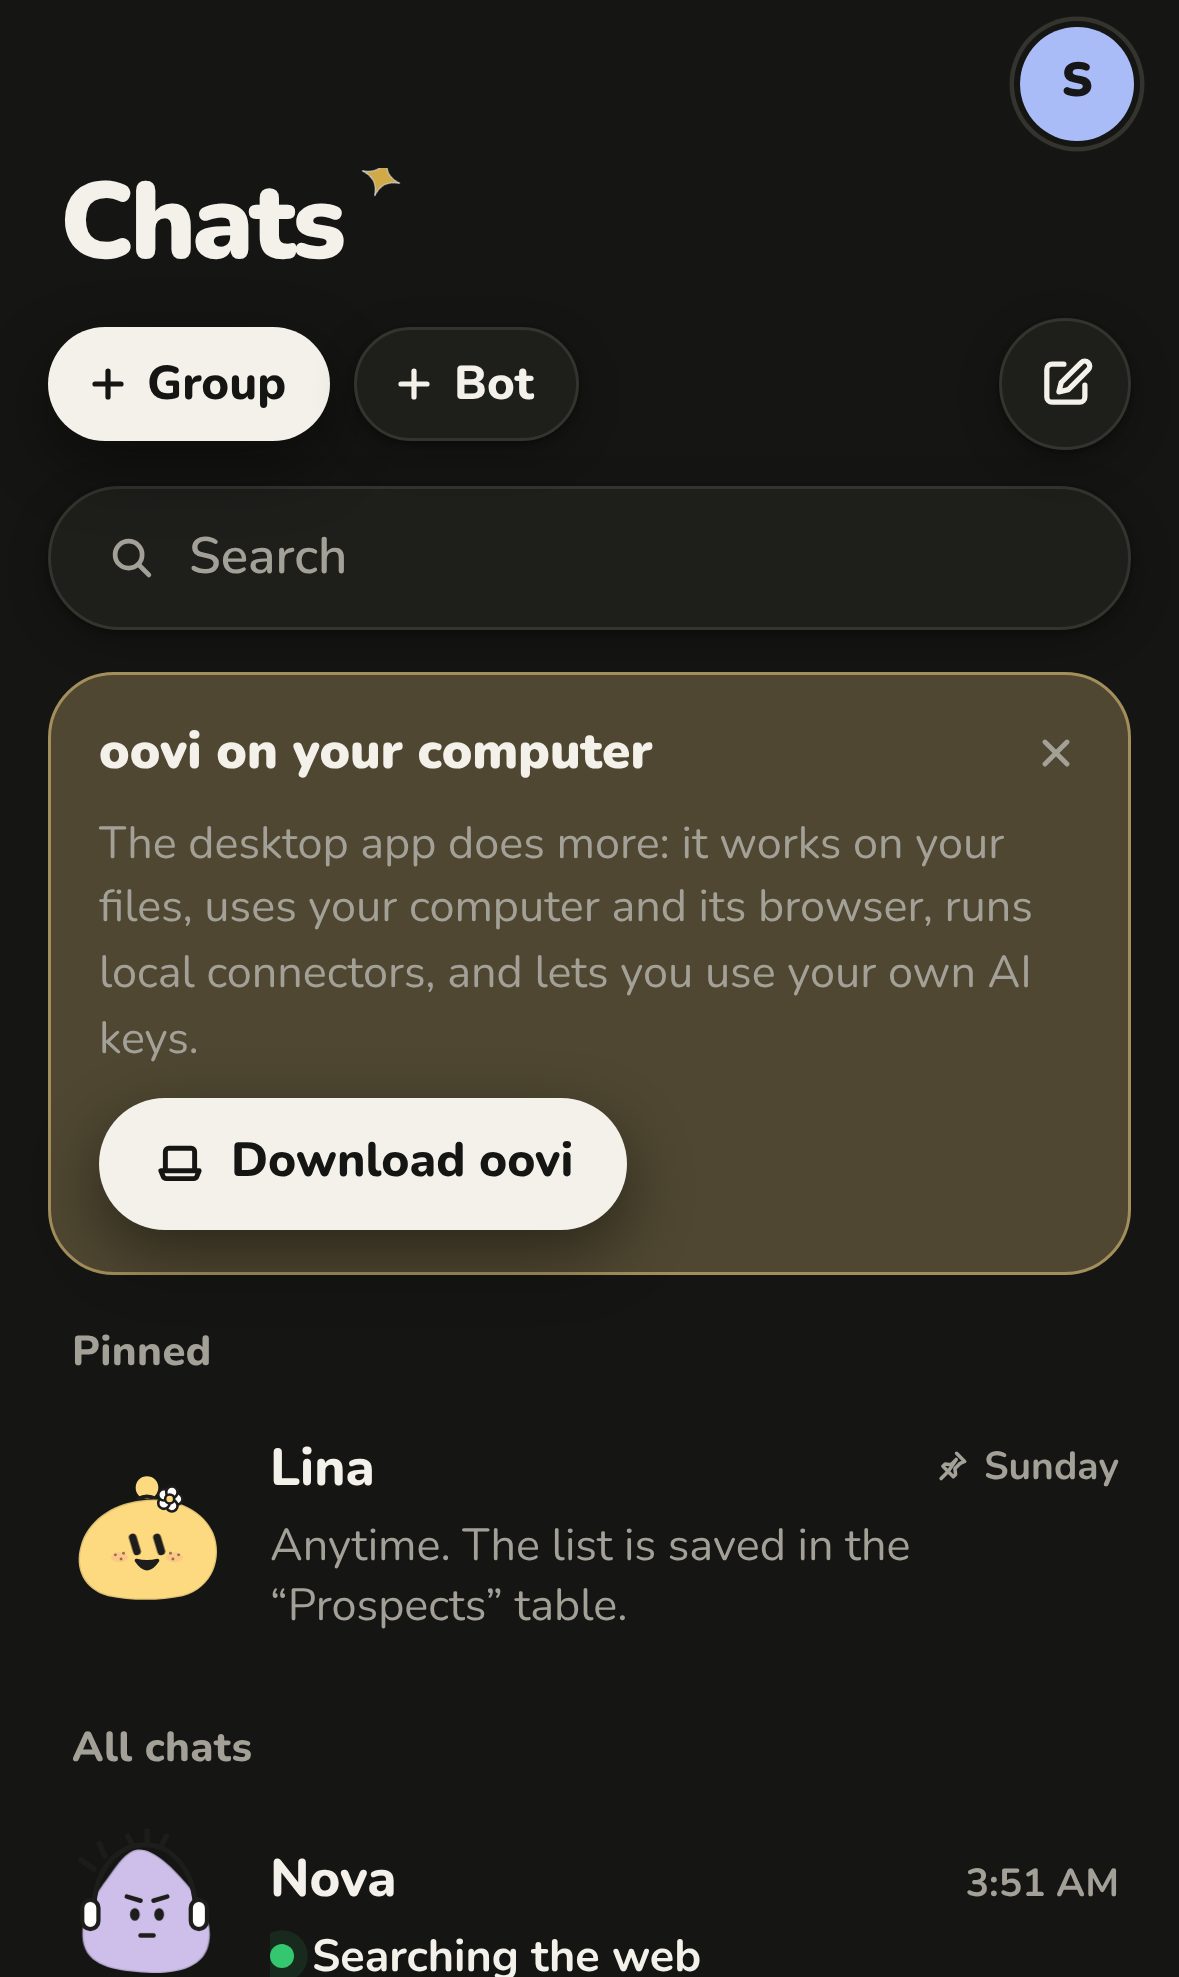 S
Chats
Group
Bot
Search
oovi on your computer
The desktop app does more: it works on your
files, uses your computer and its browser, runs
local connectors, and lets you use your own AI
keys.
Download oovi
Pinned
Lina
Sunday
Anytime. The list is saved in the
“Prospects” table.
All chats
Nova
3:51 AM
Searching the web